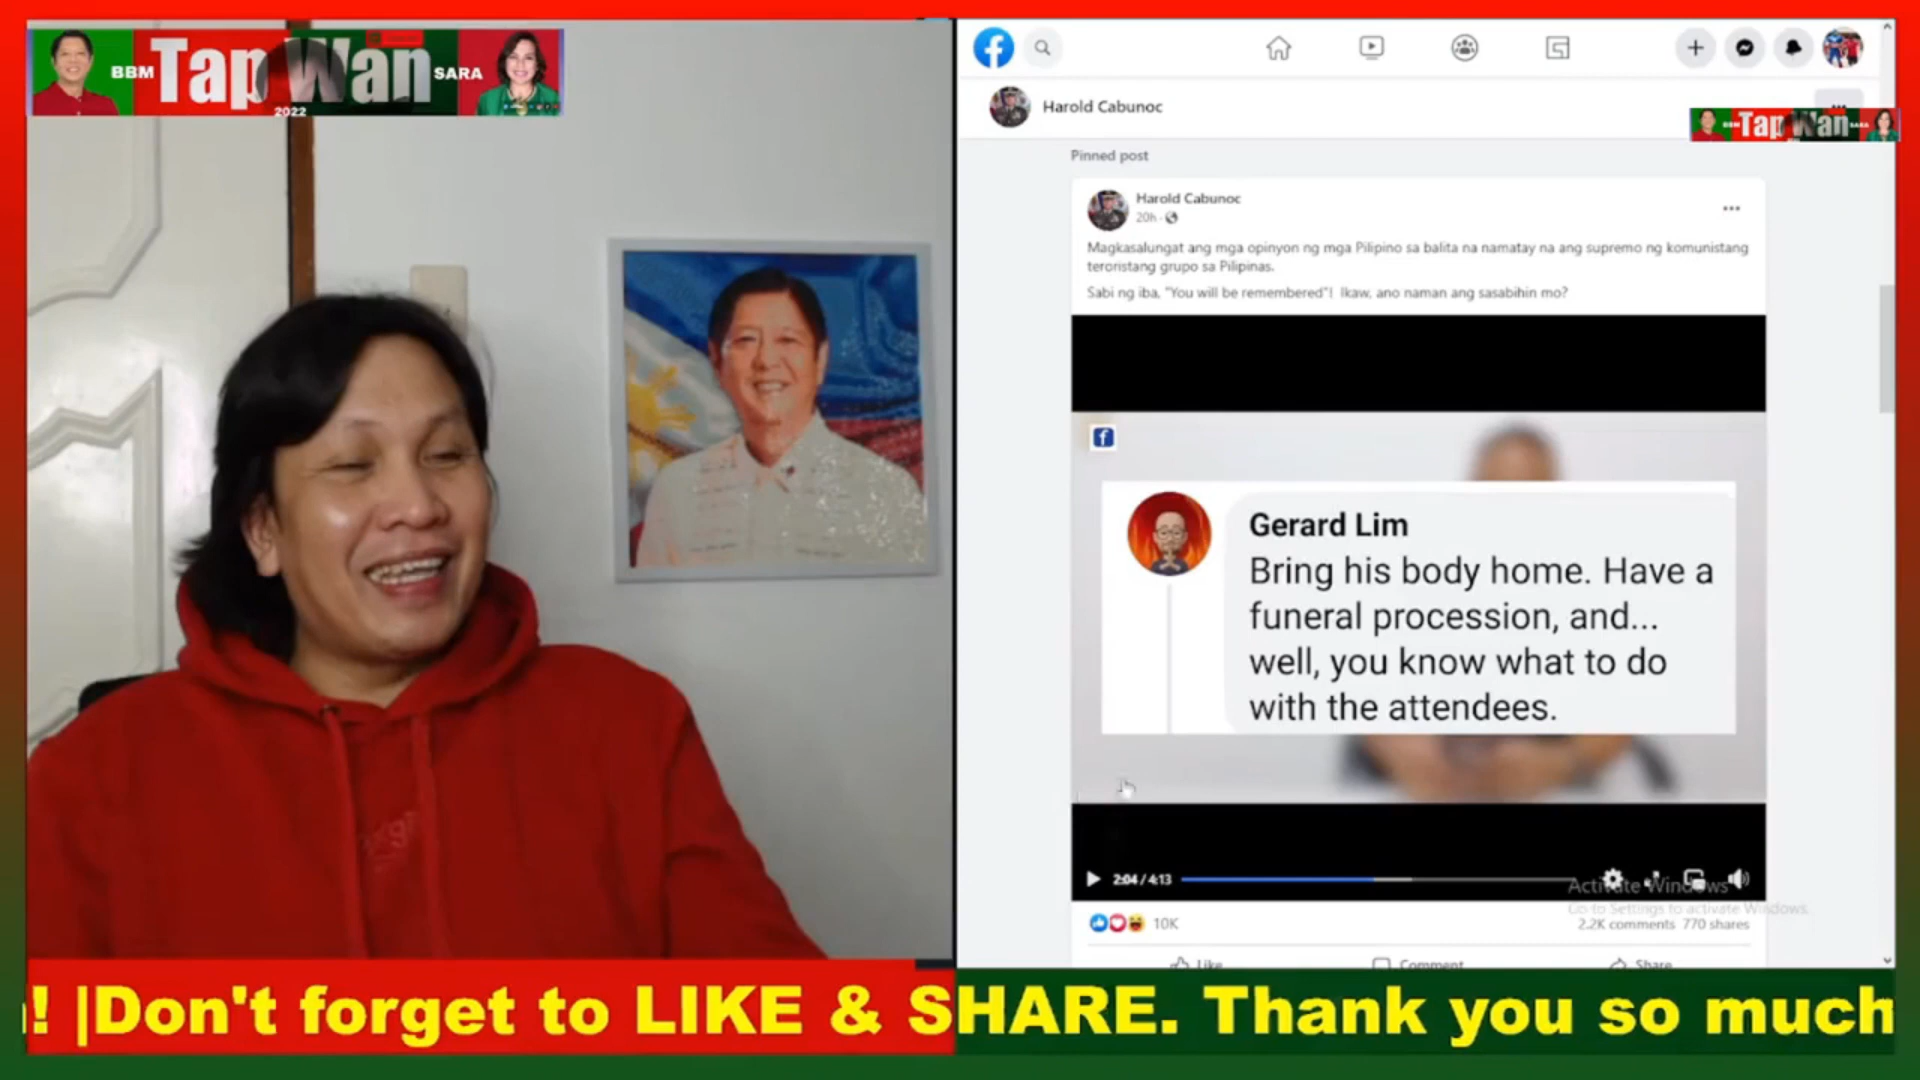 BBM Tap Wan SARA
2022
Harold Cabunoc
Tap Wan
Pinned post
Harold Cabunoc
20h
Magkasalungat ang mga opinyon ng mga Pilipino sa balita na namatay na ang supremo ng komunistang
teroristang grupo sa Pilipinas.
Sabi ng iba, "You will be remembered"! Ikaw, ano naman ang sasabihin mo?
Gerard Lim
Bring his body home. Have a
funeral procession, and...
well, you know what to do
with the attendees.
2:04 / 4:13
Activate Windows
Go to Settings to activate Windows.
10K
2.2K comments 770 shares
Like Comment Share
! |Don't forget to LIKE & SHARE. Thank you so much